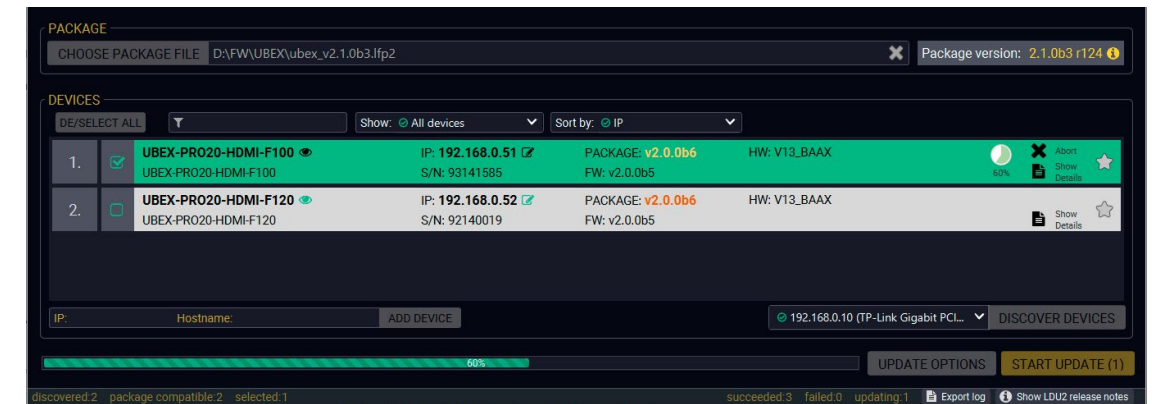 PACKAGE
CHOOSE PACKAGE FILE D:\FW\UBEX\ubex_v2.1.0b3.lfp2 Package version: 2.1.0b3 r124
DEVICES
DE/SELECT ALL Show: All devices Sort by: IP
1. UBEX-PRO20-HDMI-F100 IP: 192.168.0.51 PACKAGE: v2.0.0b6 HW: V13_BAAX Abort
UBEX-PRO20-HDMI-F100 S/N: 93141585 FW: v2.0.0b5 60% Show Details
2. UBEX-PRO20-HDMI-F120 IP: 192.168.0.52 PACKAGE: v2.0.0b6 HW: V13_BAAX
UBEX-PRO20-HDMI-F120 S/N: 92140019 FW: v2.0.0b5 Show Details
IP: Hostname: ADD DEVICE 192.168.0.10 (TP-Link Gigabit PCI... DISCOVER DEVICES
60% UPDATE OPTIONS START UPDATE (1)
discovered:2 package compatible:2 selected:1 succeeded:3 failed:0 updating:1 Export log Show LDU2 release notes